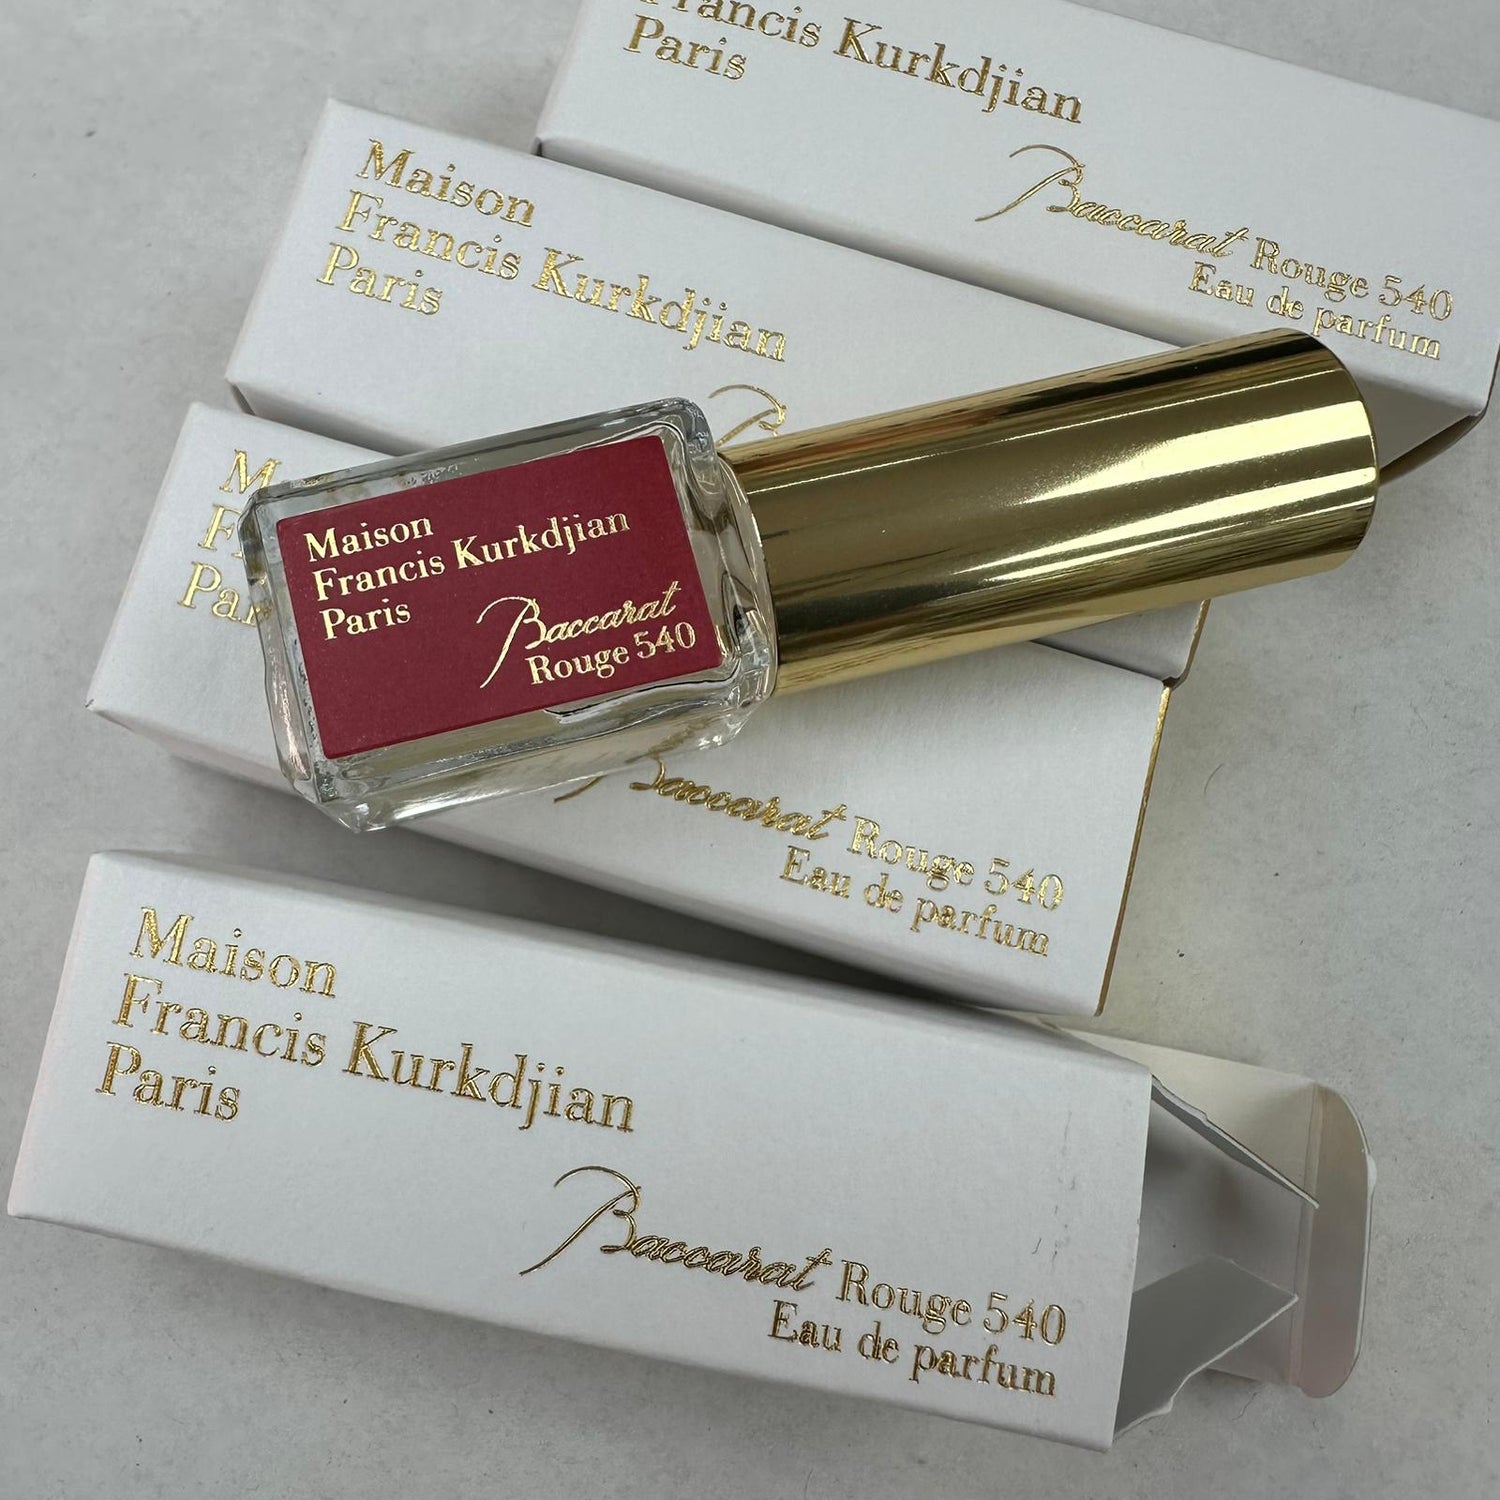 Francis Kurkdjian
Paris
Baccarat Rouge 540
Eau de parfum
Maison
Francis Kurkdjian
Paris
Maison
Francis Kurkdjian
Paris
Baccarat
Rouge 540
Baccarat Rouge 540
Eau de parfum
Maison
Francis Kurkdjian
Paris
Baccarat Rouge 540
Eau de parfum